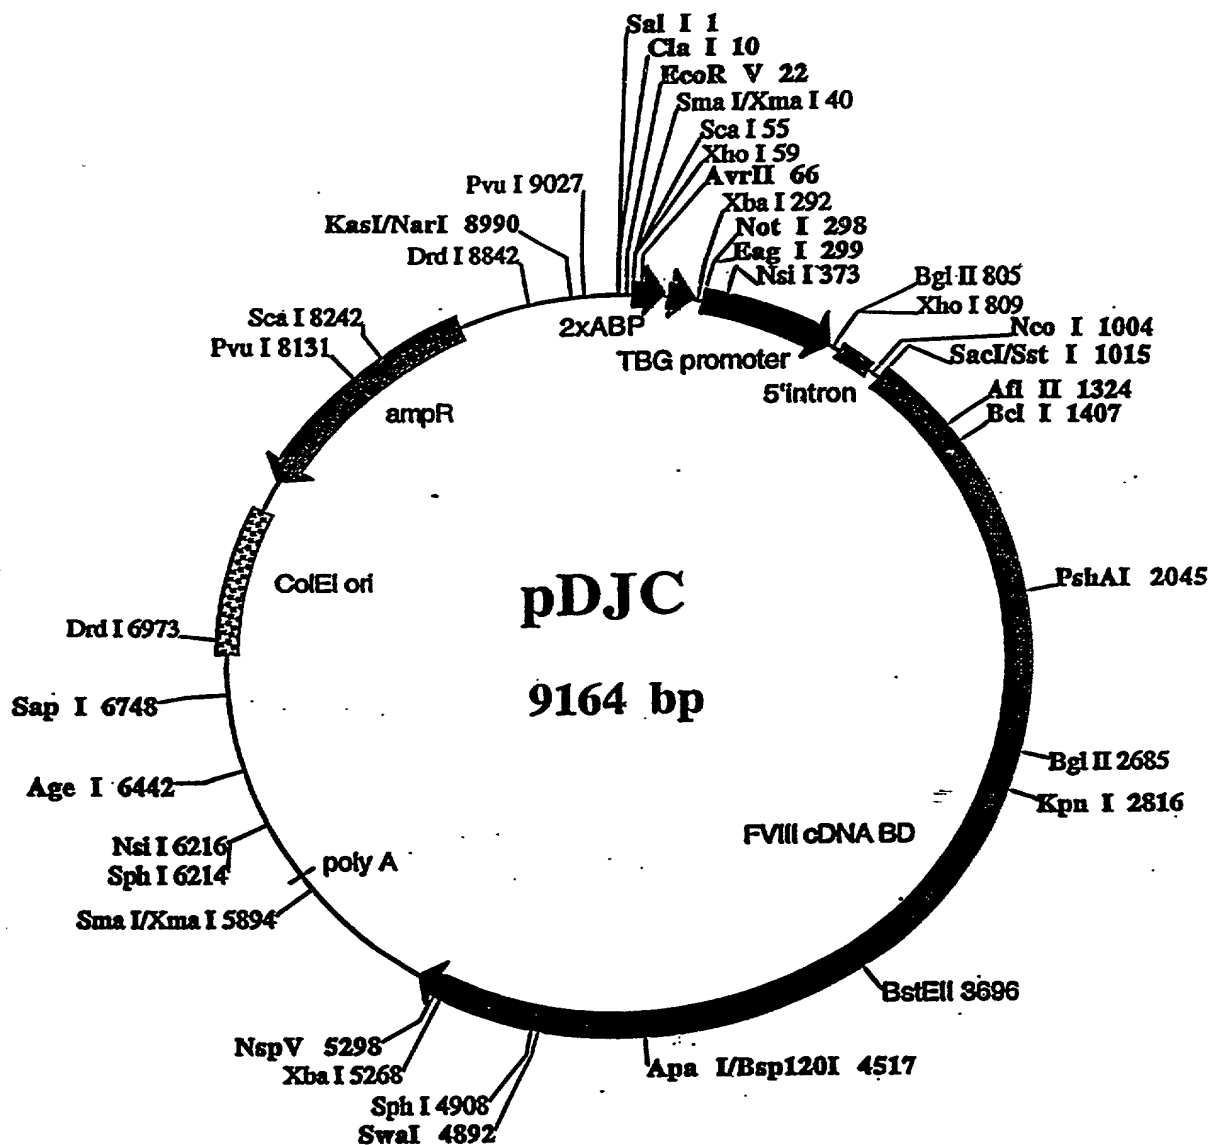 Sal I 1
Cla I 10
EcoR V 22
Sma I/Xma I 40
Sca I 55
Xho I 59
AvrII 66
Xba I 292
Not I 298
Eag I 299
Nsi I 373
Bgl II 805
Xho I 809
Nco I 1004
SacI/Sst I 1015
Afl II 1324
Bcl I 1407
PshAI 2045
Bgl II 2685
Kpn I 2816
BstEII 3696
Apa I/Bsp120I 4517
SwaI 4892
Sph I 4908
Xba I 5268
NspV 5298
Sma I/Xma I 5894
Sph I 6214
Nsi I 6216
Age I 6442
Sap I 6748
Drd I 6973
Pvu I 8131
Sca I 8242
Drd I 8842
KasI/NarI 8990
Pvu I 9027
2xABP
TBG promoter
5'intron
FVIII cDNA BD
poly A
ColEI ori
ampR
pDJC
9164 bp